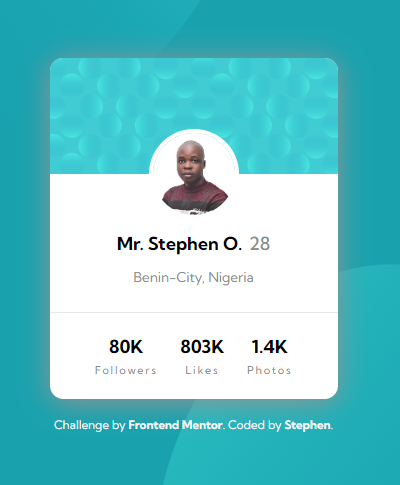 Mr. Stephen O. 28
Benin-City, Nigeria
80K 803K 1.4K
Followers Likes Photos
Challenge by Frontend Mentor. Coded by Stephen.